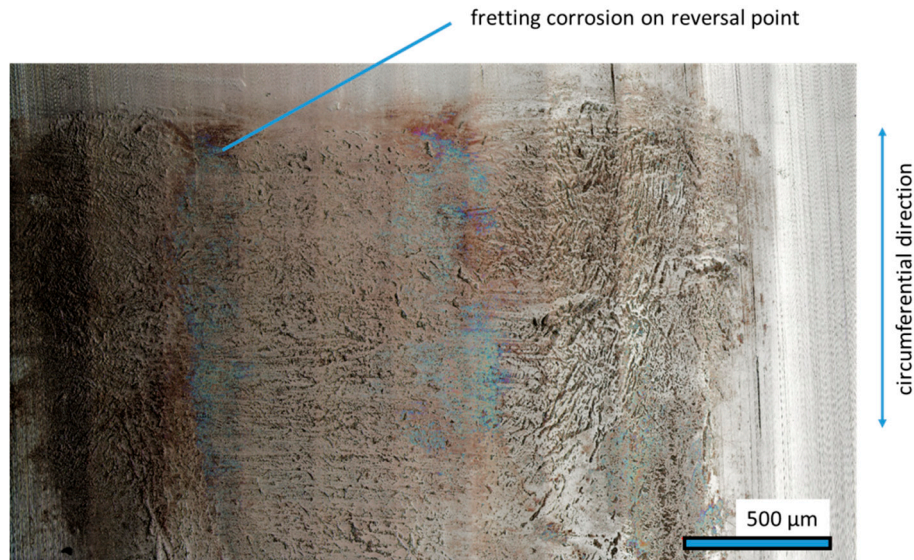 fretting corrosion on reversal point
circumferential direction
500 µm